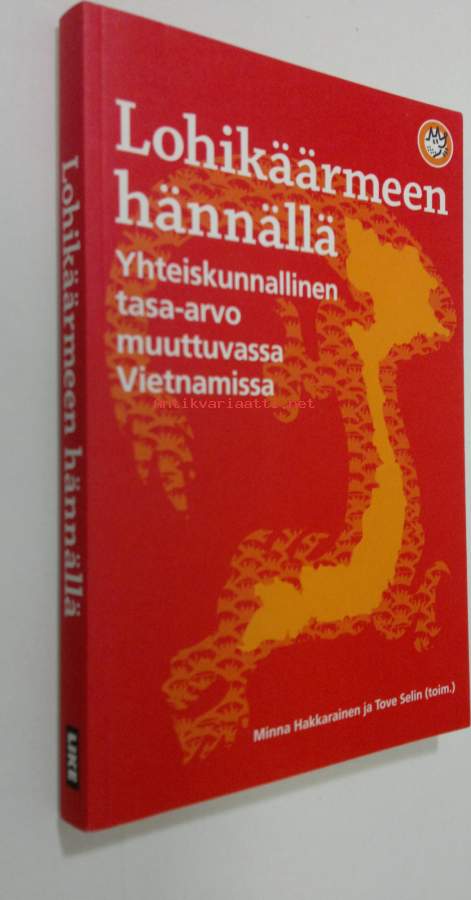 Lohikäärmeen
hännällä
Yhteiskunnallinen
tasa-arvo
muuttuvassa
Vietnamissa
Antikvariaatti.net
Minna Hakkarainen ja Tove Selin (toim.)
Lohikäärmeen hännällä
LIKE